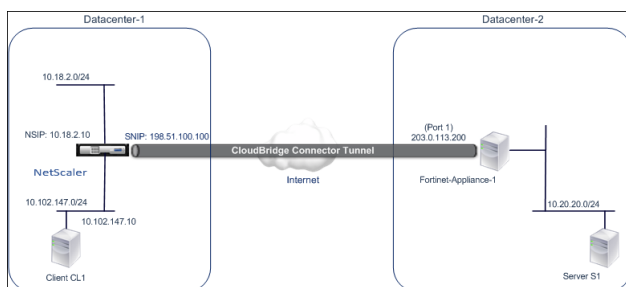 Datacenter-1
Datacenter-2
10.18.2.0/24
NSIP: 10.18.2.10
SNIP: 198.51.100.100
(Port 1)
203.0.113.200
CloudBridge Connector Tunnel
NetScaler
Internet
Fortinet-Appliance-1
10.102.147.0/24
10.102.147.10
10.20.20.0/24
Client CL1
Server S1